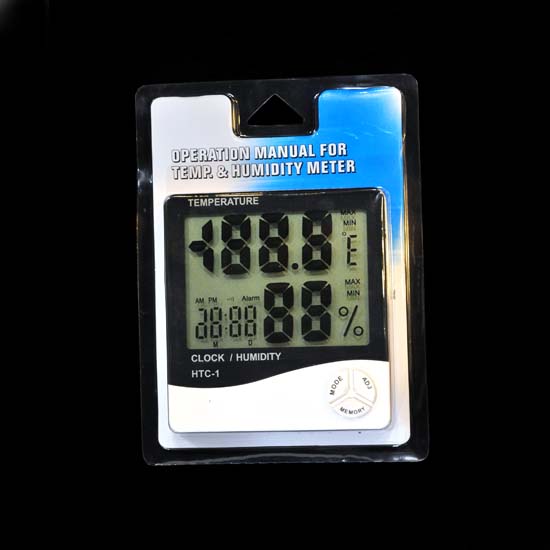 OPERATION MANUAL FOR
TEMP. & HUMIDITY METER
TEMPERATURE
MAX
MIN
-188.8°E
AM PM Alarm
MAX
MIN
88:88 88%
M D
CLOCK / HUMIDITY
HTC-1
MODE ADJ
MEMORY